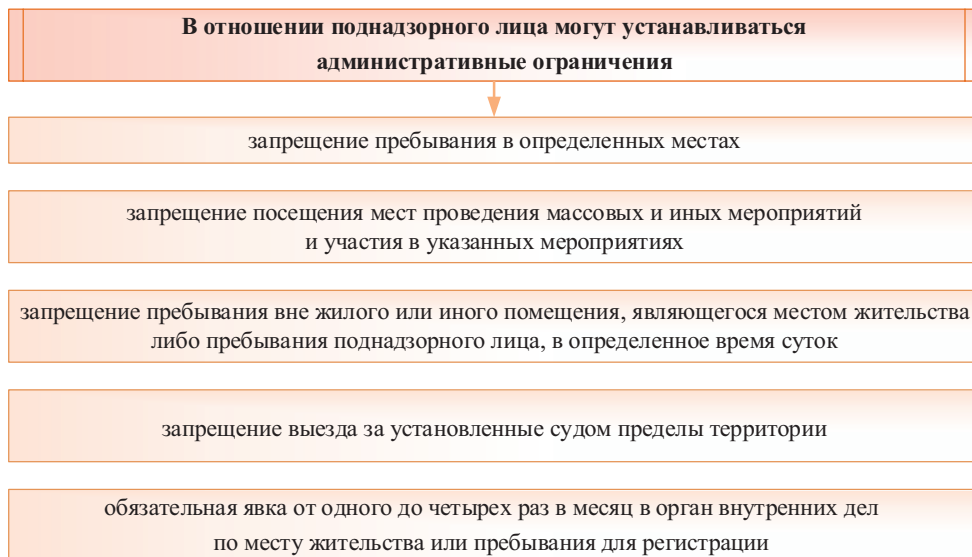 В отношении поднадзорного лица могут устанавливаться
административные ограничения
запрещение пребывания в определенных местах
запрещение посещения мест проведения массовых и иных мероприятий
и участия в указанных мероприятиях
запрещение пребывания вне жилого или иного помещения, являющегося местом жительства
либо пребывания поднадзорного лица, в определенное время суток
запрещение выезда за установленные судом пределы территории
обязательная явка от одного до четырех раз в месяц в орган внутренних дел
по месту жительства или пребывания для регистрации